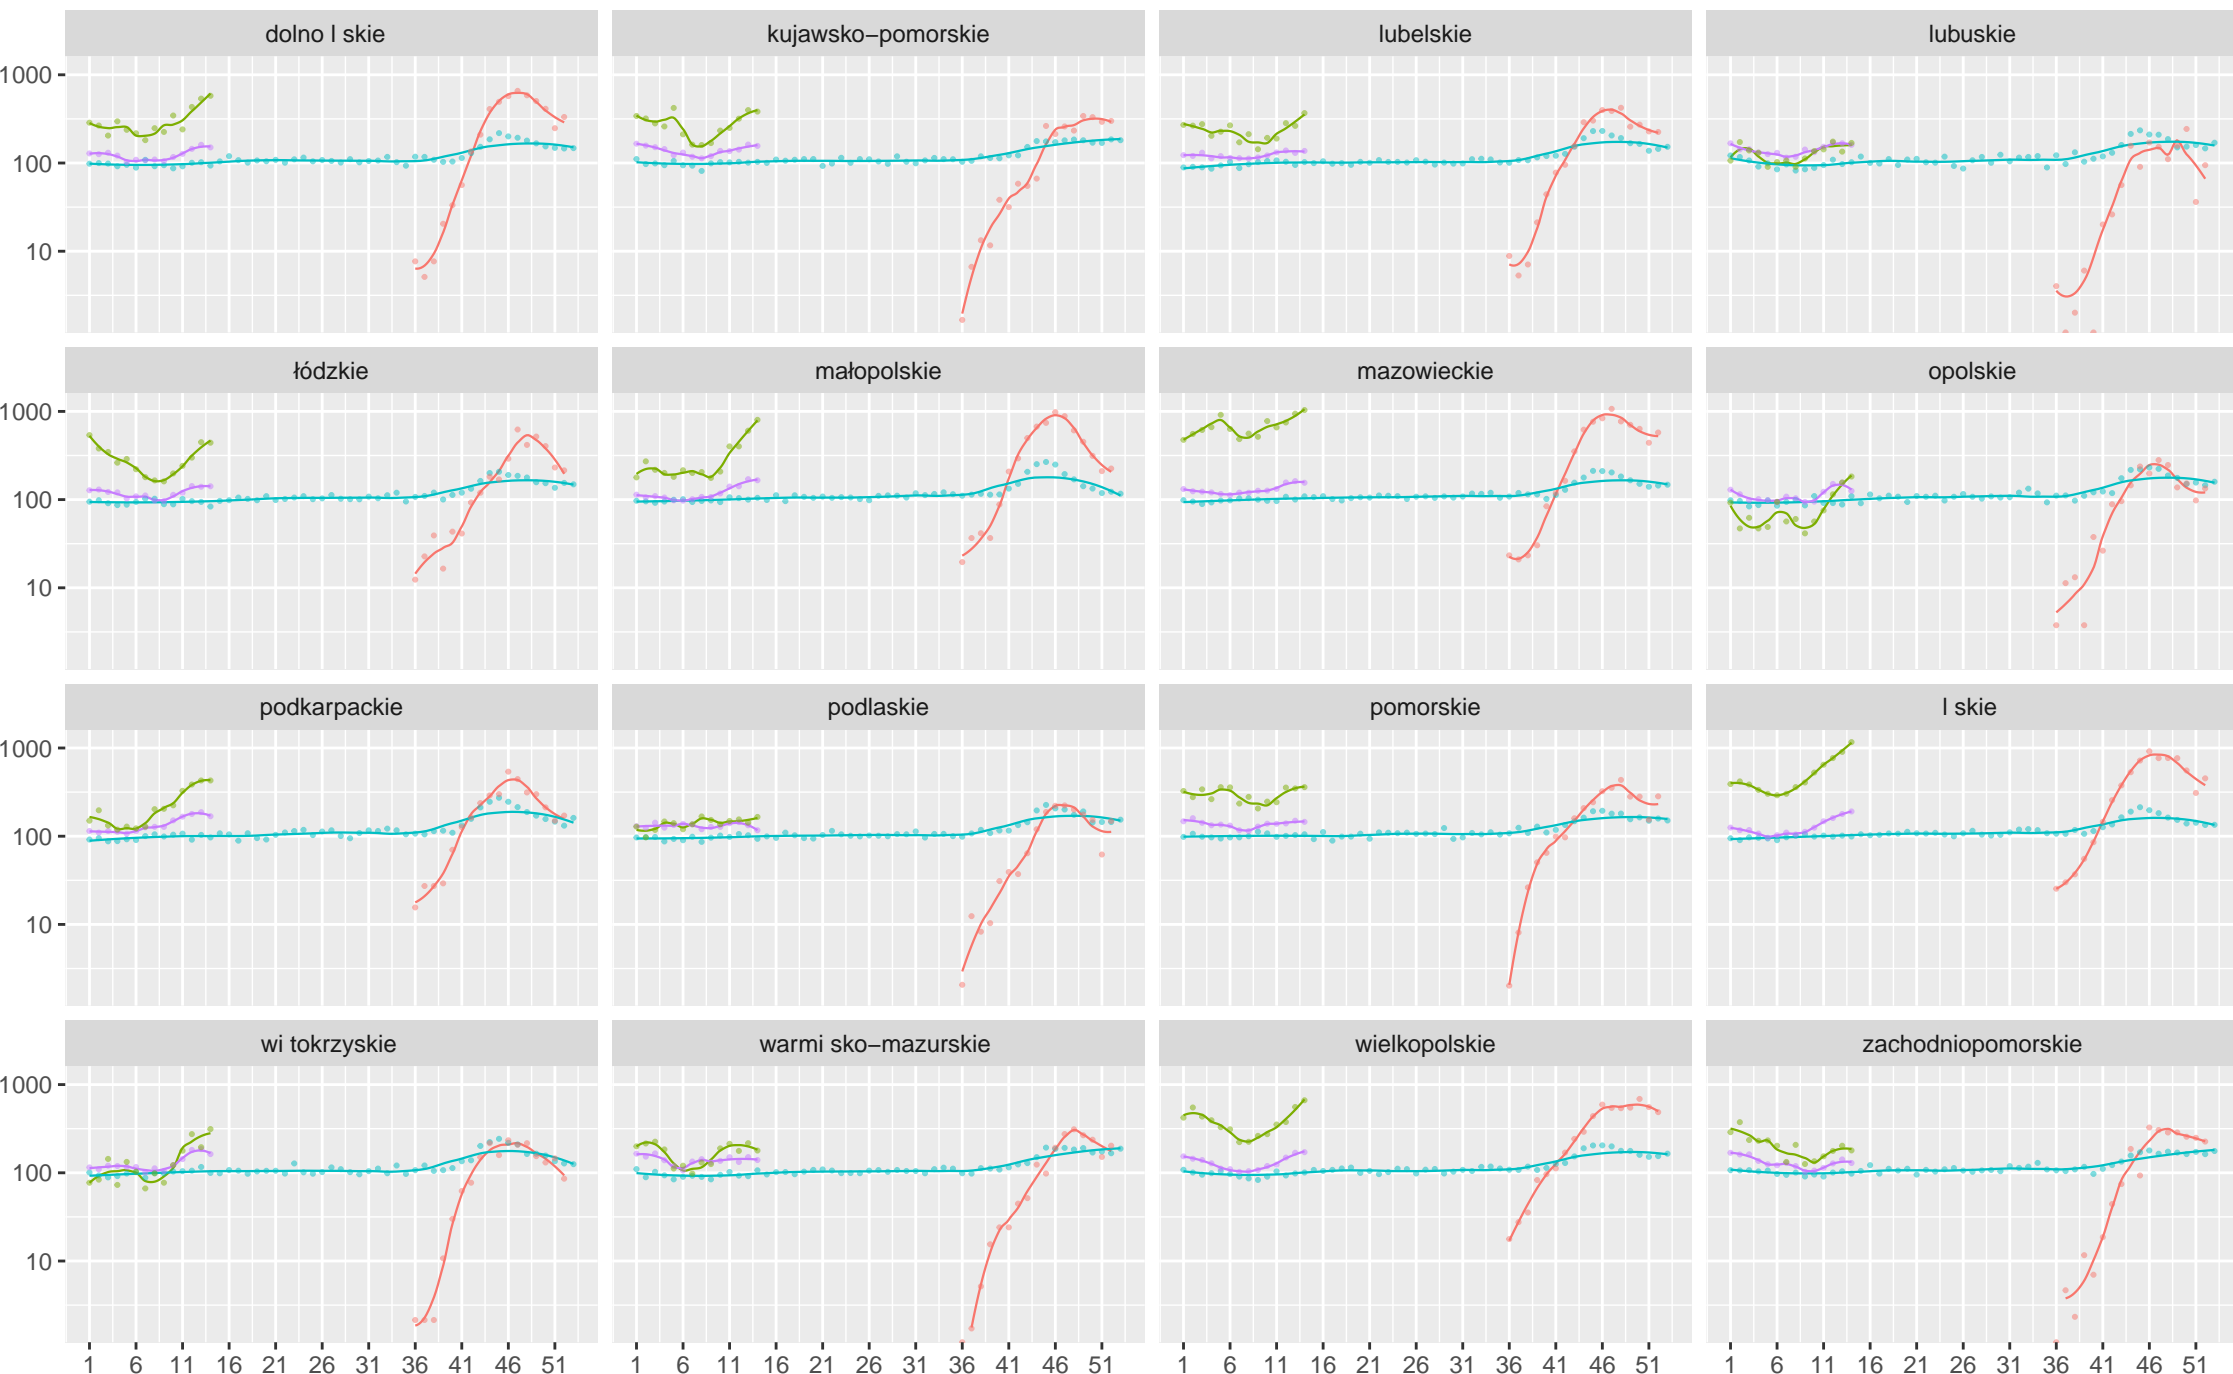 dolno l skie kujawsko−pomorskie lubelskie lubuskie
1000
100
10
łódzkie małopolskie mazowieckie opolskie
1000
100
10
podkarpackie podlaskie pomorskie l skie
1000
100
10
wi tokrzyskie warmi sko−mazurskie wielkopolskie zachodniopomorskie
1000
100
10
1 6 11 16 21 26 31 36 41 46 51 1 6 11 16 21 26 31 36 41 46 51 1 6 11 16 21 26 31 36 41 46 51 1 6 11 16 21 26 31 36 41 46 51